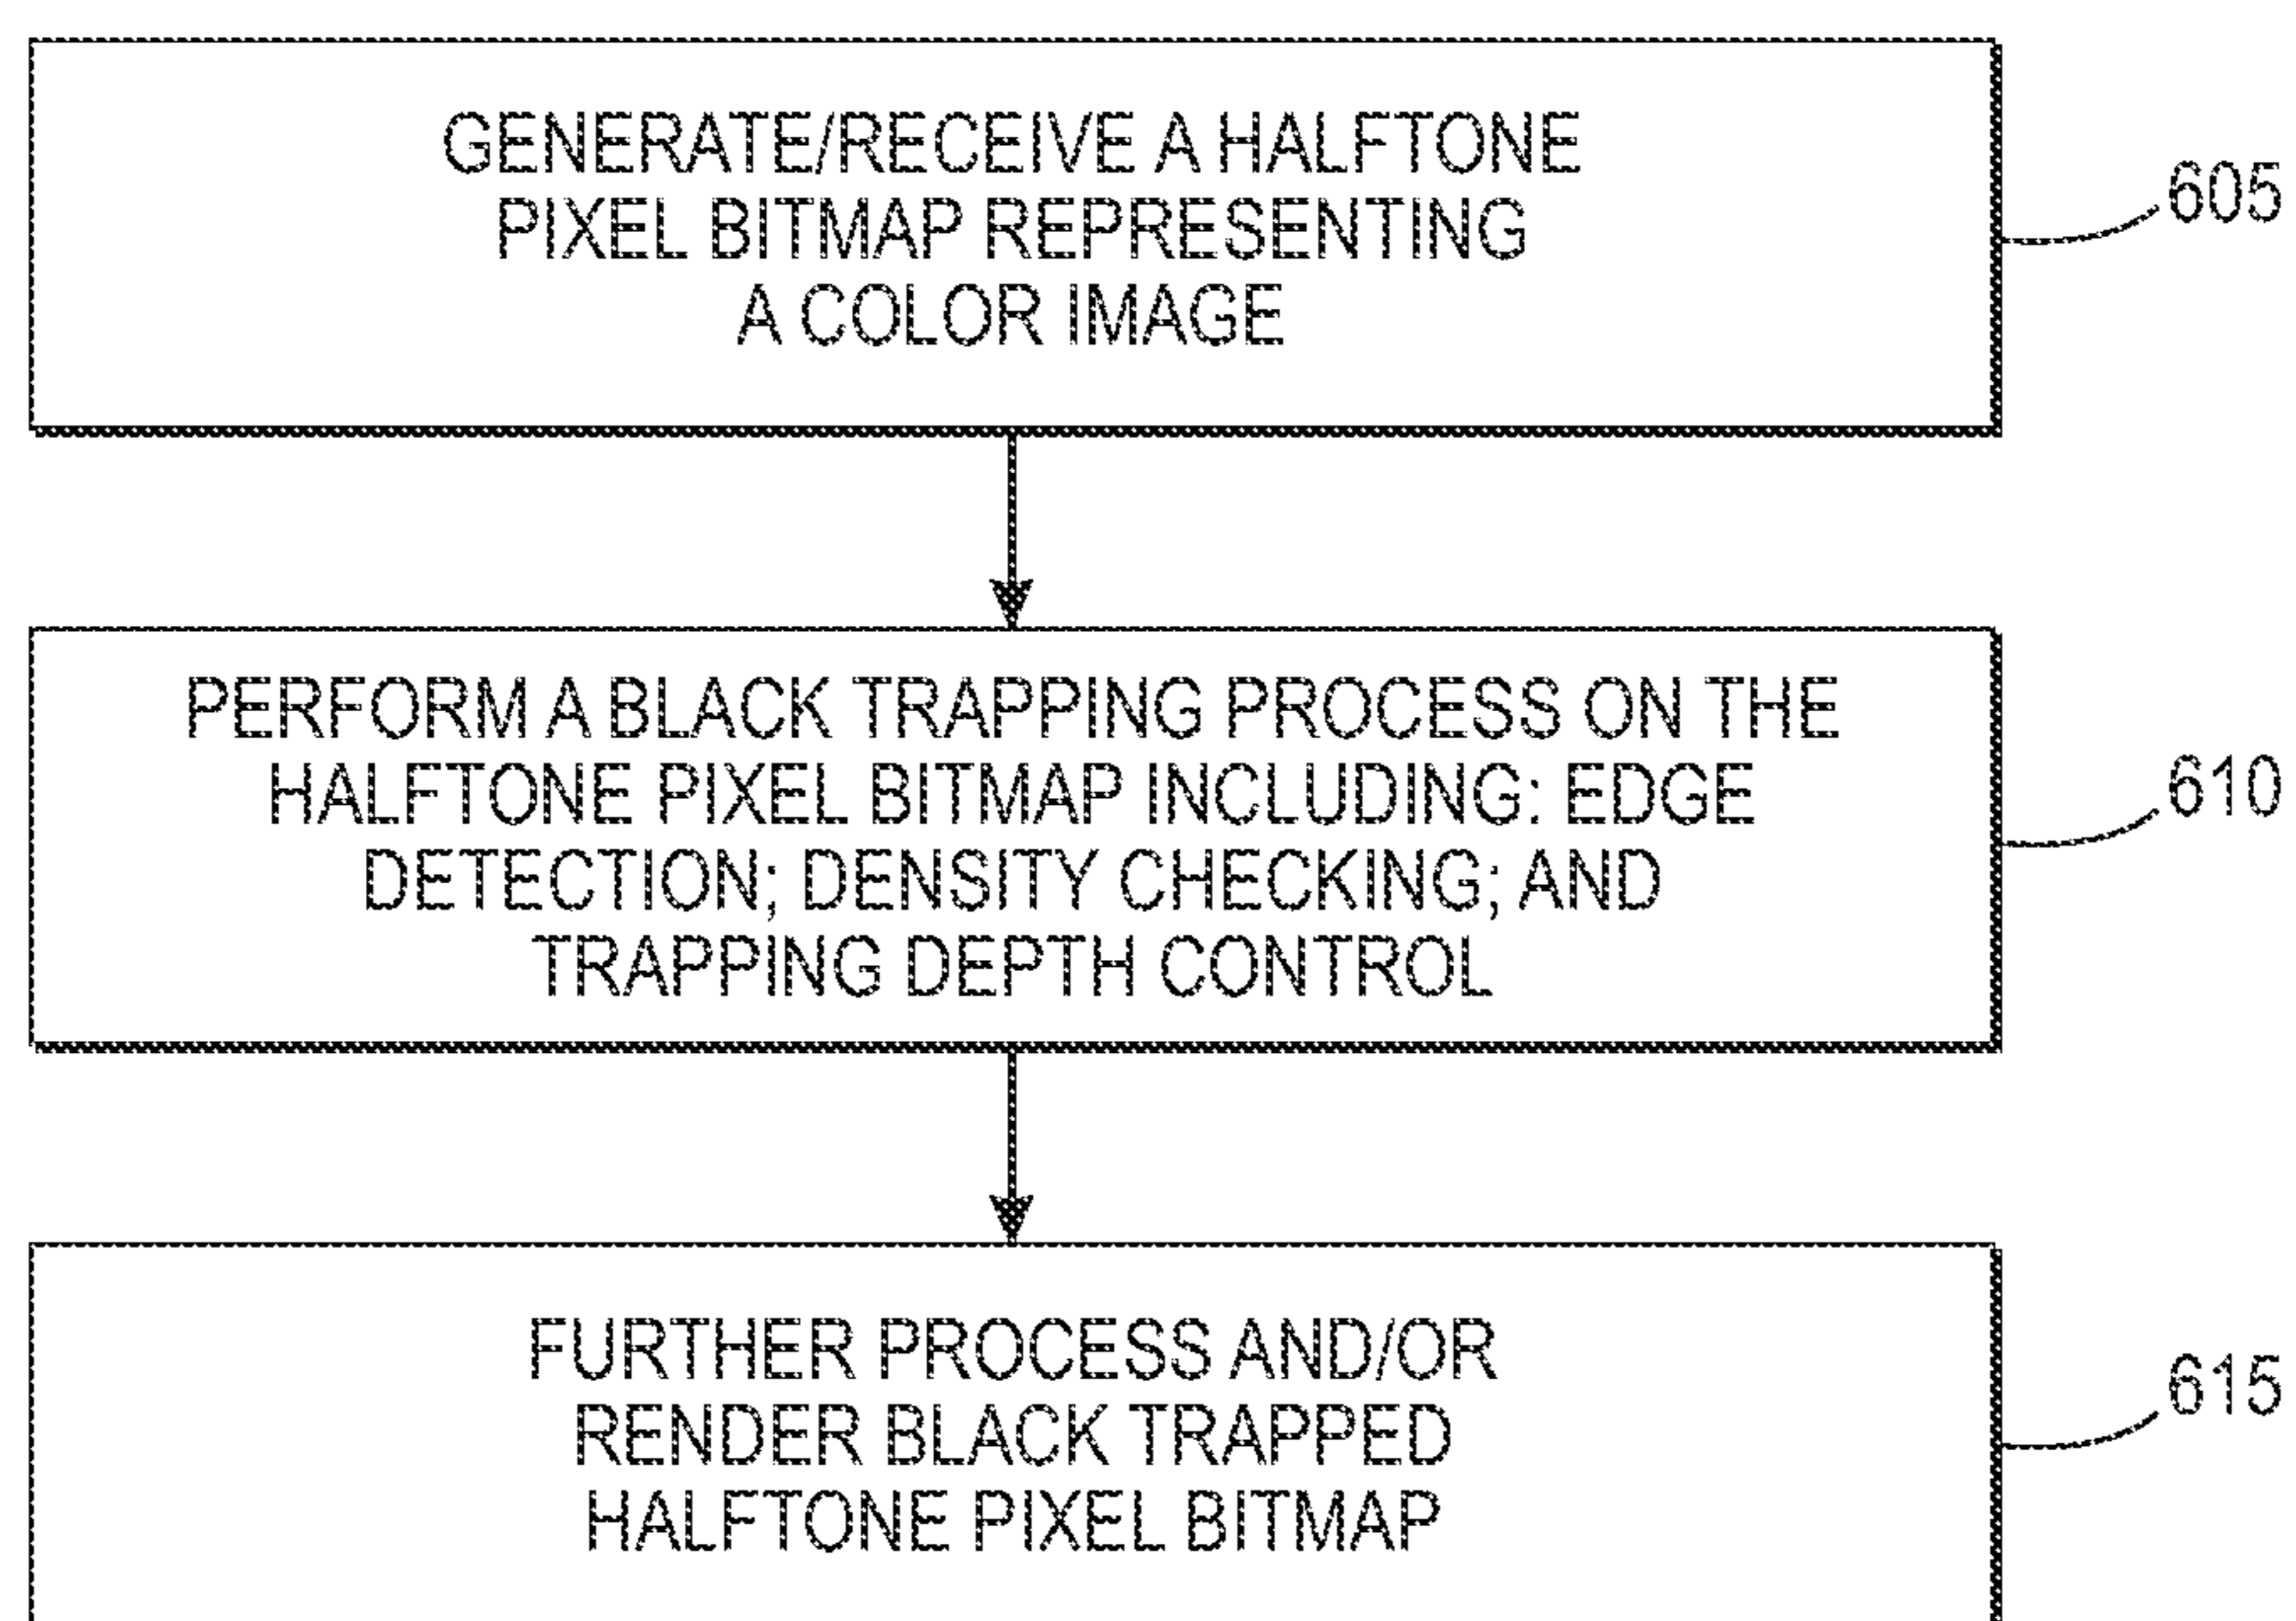 GENERATE/RECEIVE A HALFTONE
PIXEL BITMAP REPRESENTING
A COLOR IMAGE
605
PERFORM A BLACK TRAPPING PROCESS ON THE
HALFTONE PIXEL BITMAP INCLUDING: EDGE
DETECTION; DENSITY CHECKING; AND
TRAPPING DEPTH CONTROL
610
FURTHER PROCESS AND/OR
RENDER BLACK TRAPPED
HALFTONE PIXEL BITMAP
615